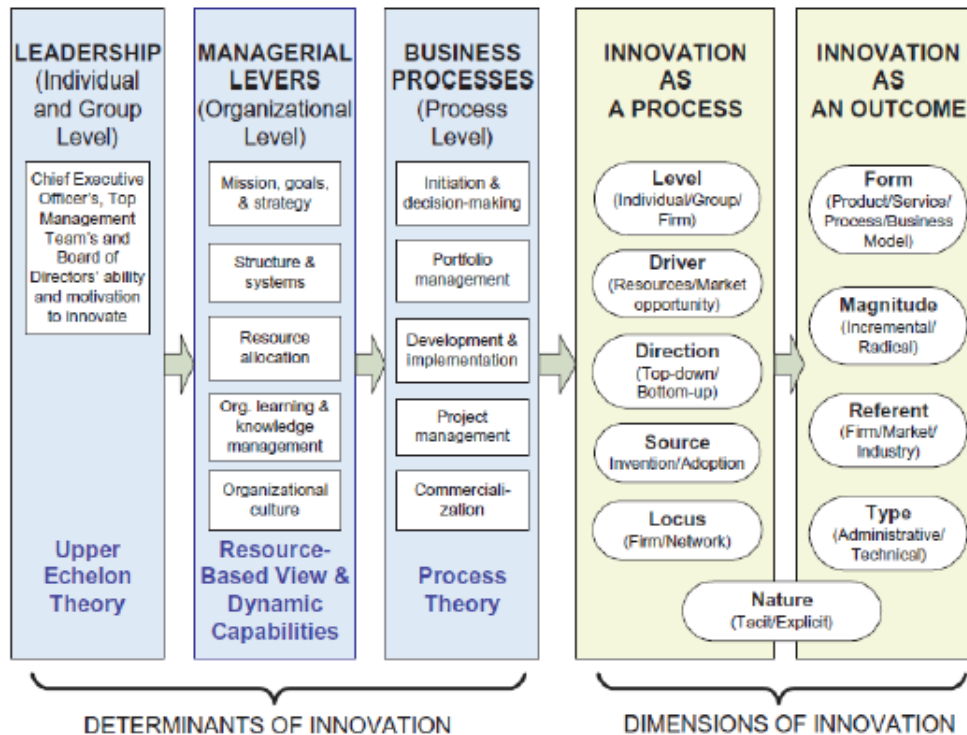 LEADERSHIP
(Individual
and Group
Level)
Chief Executive
Officer's, Top
Management
Team's and
Board of
Directors' ability
and motivation
to innovate
Upper
Echelon
Theory
MANAGERIAL
LEVERS
(Organizational
Level)
Mission, goals,
& strategy
Structure &
systems
Resource
allocation
Org. learning &
knowledge
management
Organizational
culture
Resource-
Based View &
Dynamic
Capabilities
BUSINESS
PROCESSES
(Process
Level)
Initiation &
decision-making
Portfolio
management
Development &
implementation
Project
management
Commerciali-
zation
Process
Theory
INNOVATION
AS
A PROCESS
Level
(Individual/Group/
Firm)
Driver
(Resources/Market
opportunity)
Direction
(Top-down/
Bottom-up)
Source
Invention/Adoption
Locus
(Firm/Network)
INNOVATION
AS
AN OUTCOME
Form
(Product/Service/
Process/Business
Model)
Magnitude
(Incremental/
Radical)
Referent
(Firm/Market/
Industry)
Type
(Administrative/
Technical)
Nature
(Tacit/Explicit)
DETERMINANTS OF INNOVATION
DIMENSIONS OF INNOVATION